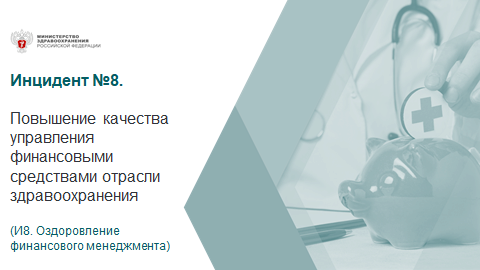 МИНИСТЕРСТВО
ЗДРАВООХРАНЕНИЯ
РОССИЙСКОЙ ФЕДЕРАЦИИ
Инцидент №8.
Повышение качества
управления
финансовыми
средствами отрасли
здравоохранения
(И8. Оздоровление
финансового менеджмента)